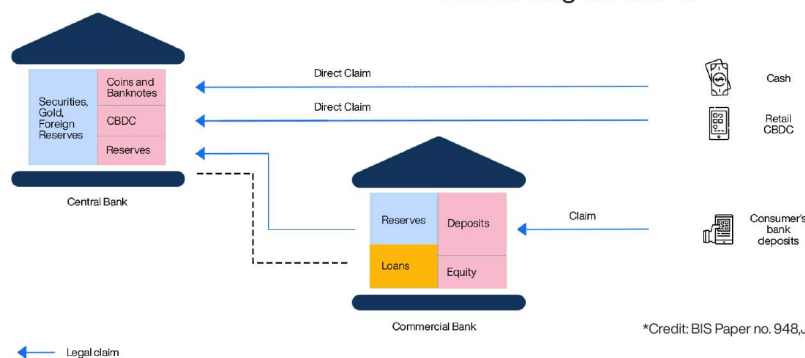 Direct Claim
Cash
Coins and
Banknotes
Securities,
Gold,
Foreign
Reserves
Direct Claim
CBDC
Retail
CBDC
Reserves
Central Bank
Reserves
Deposits
Claim
Consumer's
bank
deposits
Loans
Equity
Commercial Bank
*Credit: BIS Paper no. 948,J
Legal claim